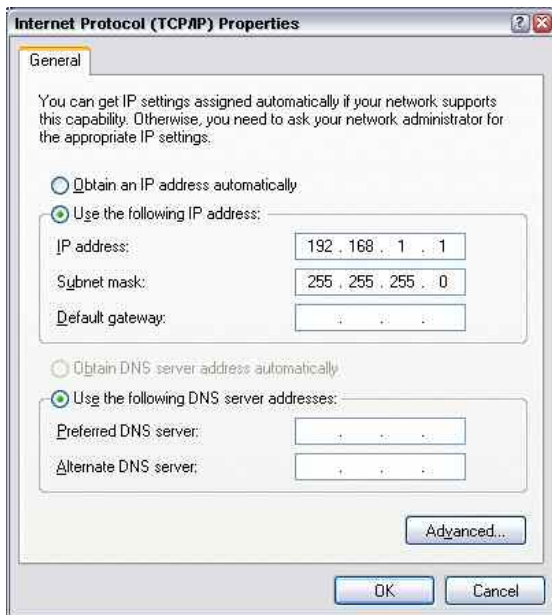 Internet Protocol (TCP/IP) Properties
General
You can get IP settings assigned automatically if your network supports
this capability. Otherwise, you need to ask your network administrator for
the appropriate IP settings.
Obtain an IP address automatically
Use the following IP address:
IP address: 192 . 168 . 1 . 1
Subnet mask: 255 . 255 . 255 . 0
Default gateway: . . .
Obtain DNS server address automatically
Use the following DNS server addresses:
Preferred DNS server: . . .
Alternate DNS server: . . .
Advanced...
OK Cancel